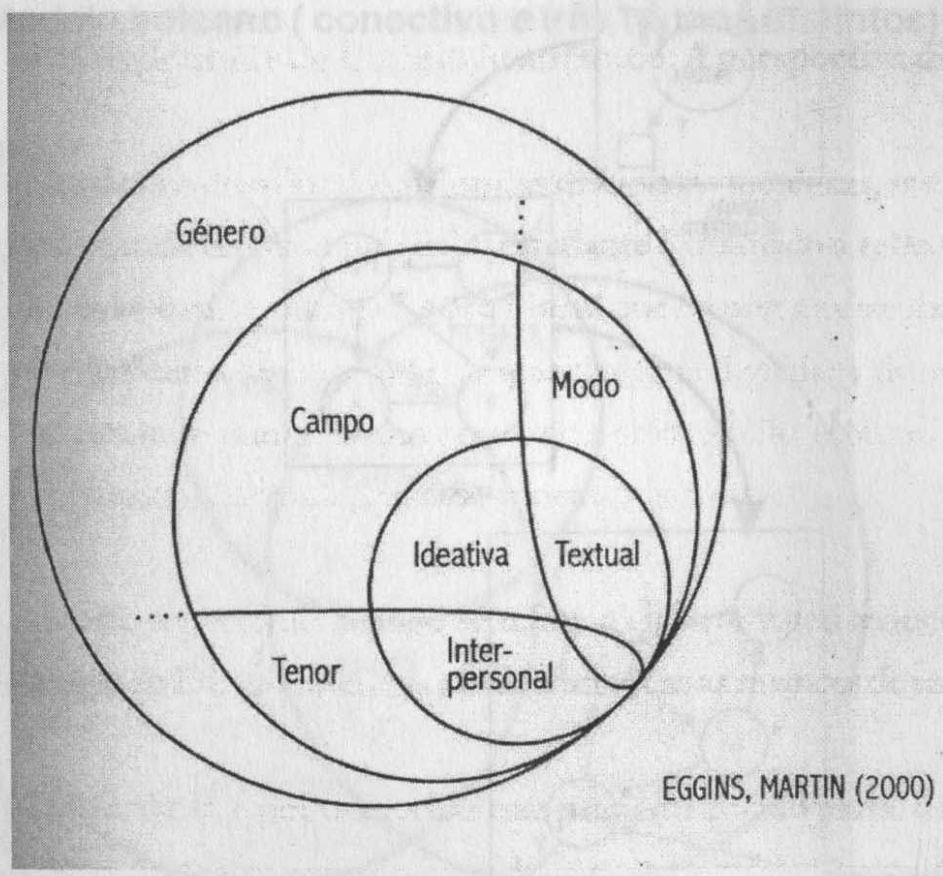 Género
Modo
Campo
Ideativa
Textual
Inter-
personal
Tenor
EGGINS, MARTIN (2000)